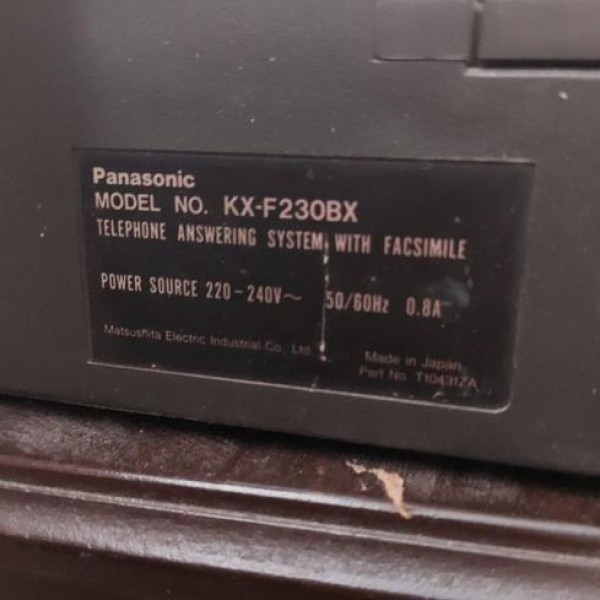 Panasonic
MODEL NO. KX-F230BX
TELEPHONE ANSWERING SYSTEM WITH FACSIMILE
POWER SOURCE 220-240V~ 50/60Hz 0.8A
Matsushita Electric Industrial Co., Ltd.
Made in Japan
Part No. T10431ZA